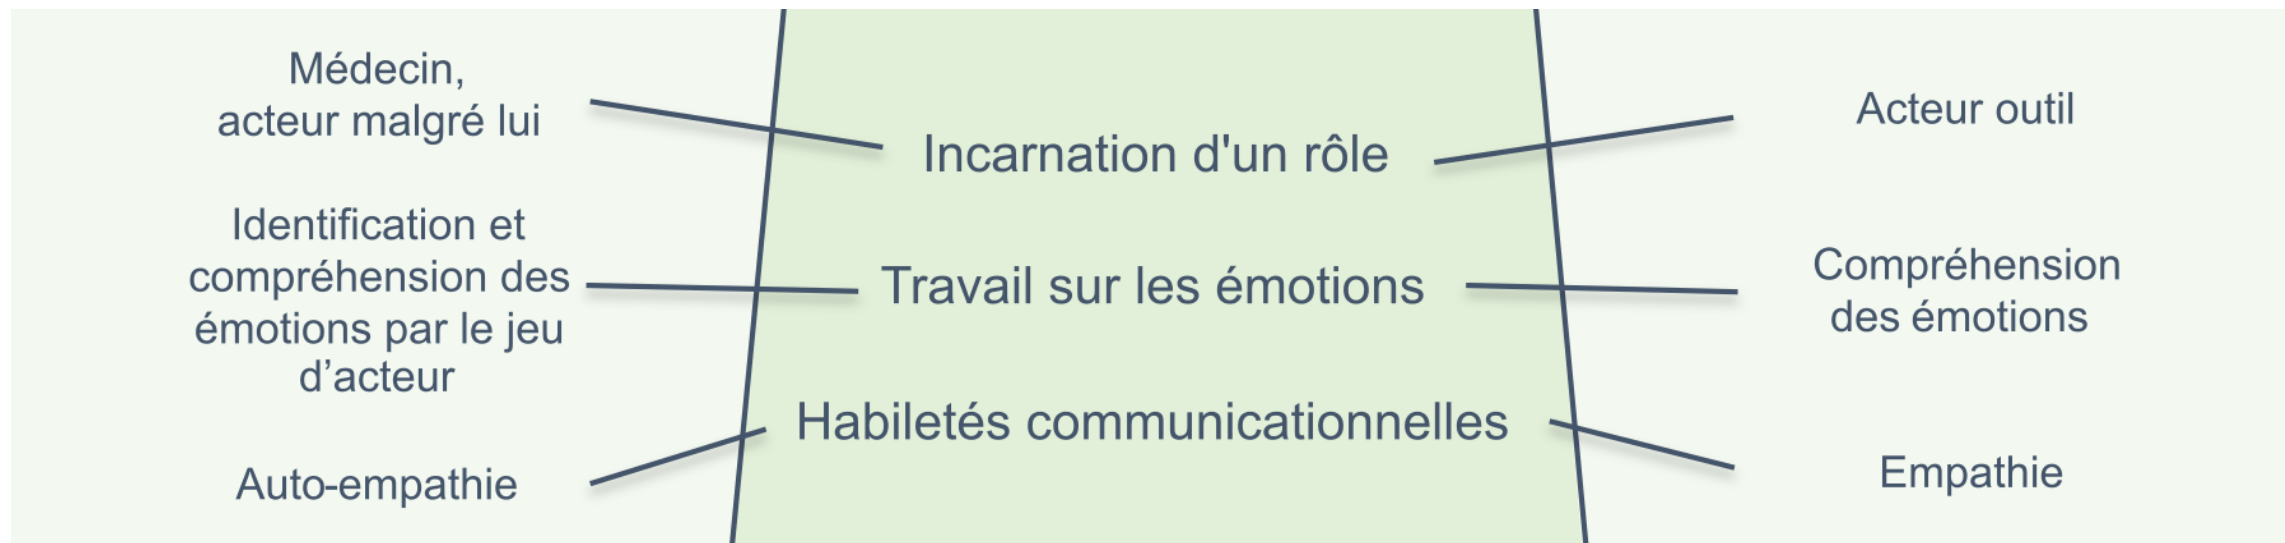 Médecin,
acteur malgré lui
Identification et
compréhension des
émotions par le jeu
d’acteur
Auto-empathie
Incarnation d'un rôle
Travail sur les émotions
Habiletés communicationnelles
Acteur outil
Compréhension
des émotions
Empathie